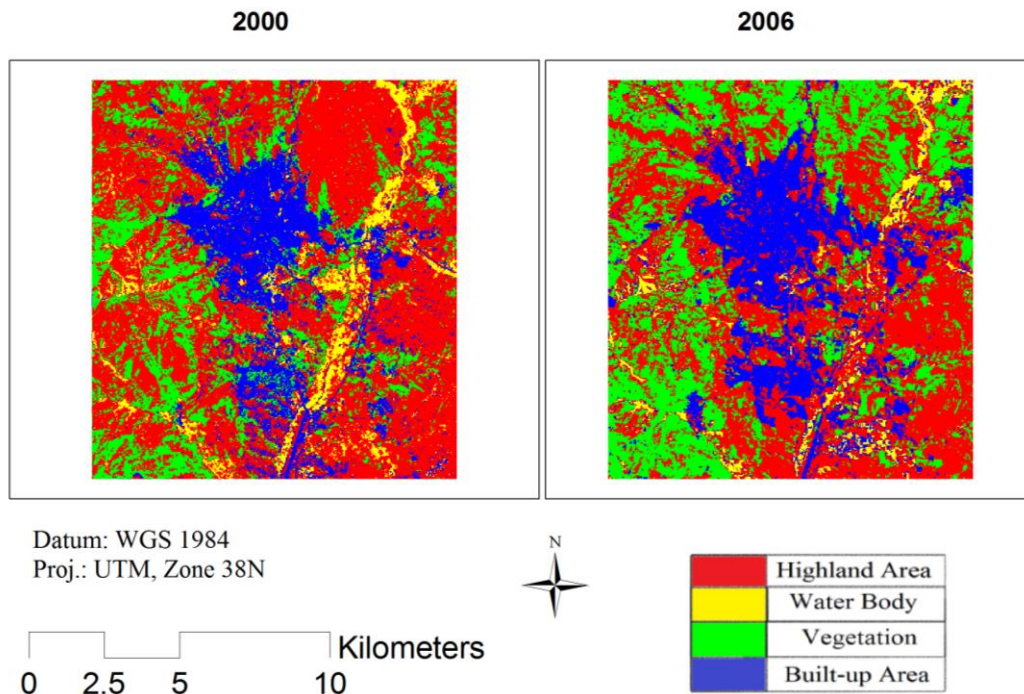 2000
2006
Datum: WGS 1984
Proj.: UTM, Zone 38N
N
Kilometers
0 2.5 5 10
Highland Area
Water Body
Vegetation
Built-up Area